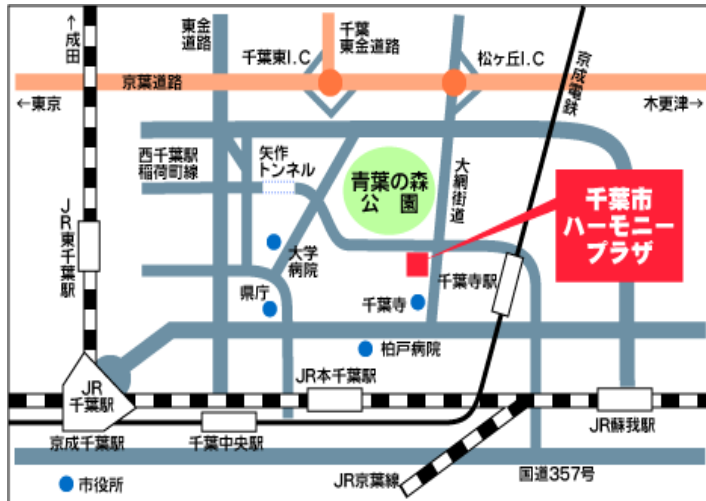 ↑成田
東金
道路
千葉
東金道路
千葉東I.C
松ヶ丘I.C
京成電鉄
京葉道路
←東京
木更津→
西千葉駅
稲荷町線
矢作
トンネル
青葉の森
公園
大網街道
千葉市
ハーモニー
プラザ
JR東千葉駅
大学
病院
県庁
千葉寺
千葉寺駅
柏戸病院
JR
千葉駅
JR本千葉駅
京成千葉駅
千葉中央駅
JR蘇我駅
市役所
JR京葉線
国道357号